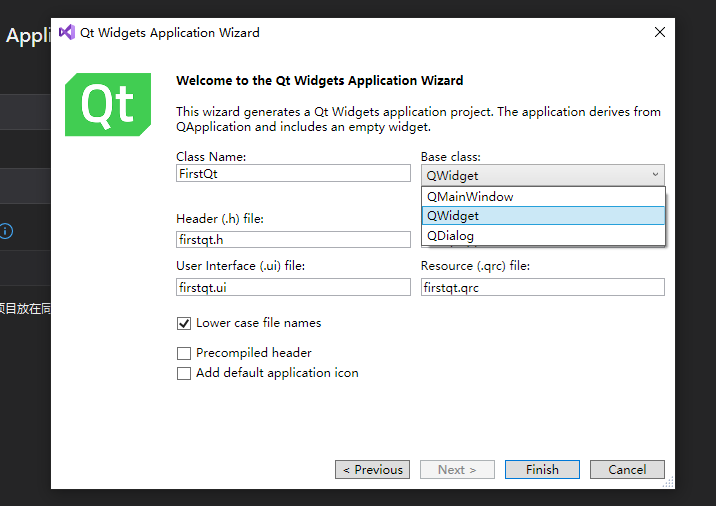 Appli
Qt Widgets Application Wizard
Qt
Welcome to the Qt Widgets Application Wizard
This wizard generates a Qt Widgets application project. The application derives from
QApplication and includes an empty widget.
Class Name:
Base class:
FirstQt
QWidget
QMainWindow
QWidget
QDialog
Header (.h) file:
firstqt.h
User Interface (.ui) file:
Resource (.qrc) file:
firstqt.ui
firstqt.qrc
项目放在同
Lower case file names
Precompiled header
Add default application icon
< Previous
Next >
Finish
Cancel